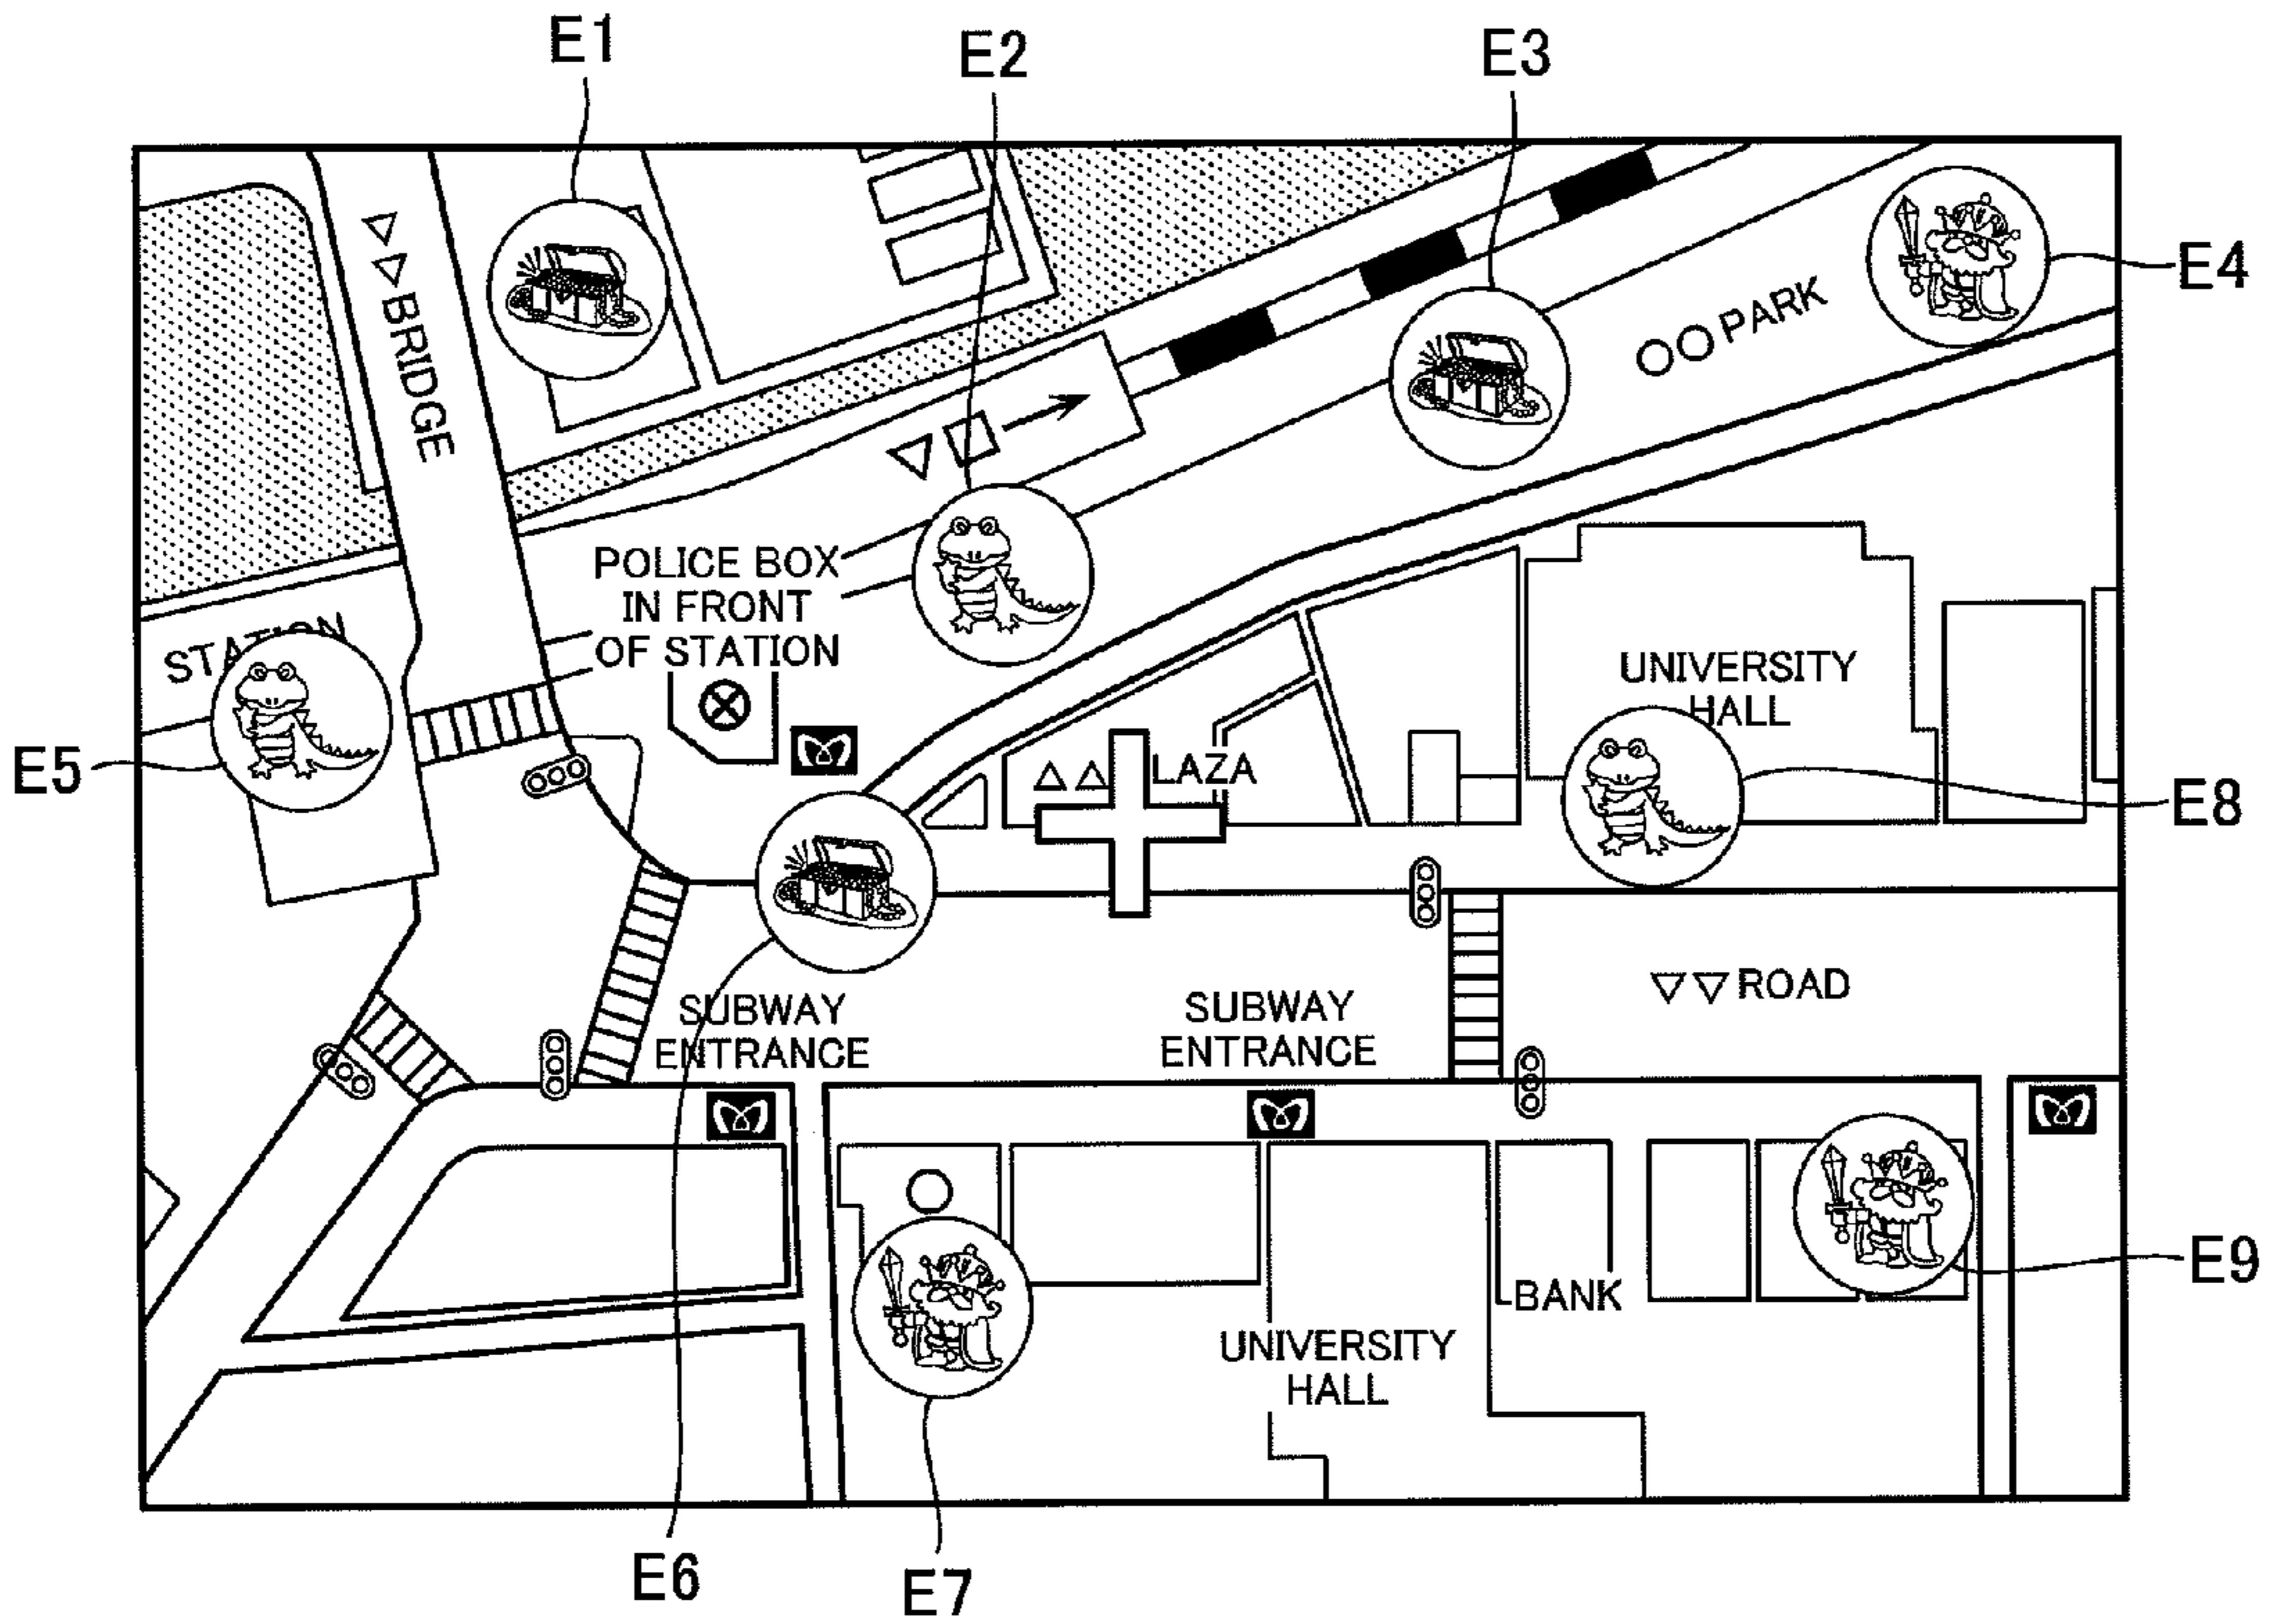 E1
E2
E3
E4
▽▷BRIDGE
○○PARK
▽□→
POLICE BOX
IN FRONT
OF STATION
STATION
UNIVERSITY
HALL
E5
△△ LAZA
E8
SUBWAY
ENTRANCE
SUBWAY
ENTRANCE
▽▽ROAD
E9
BANK
UNIVERSITY
HALL
E6
E7